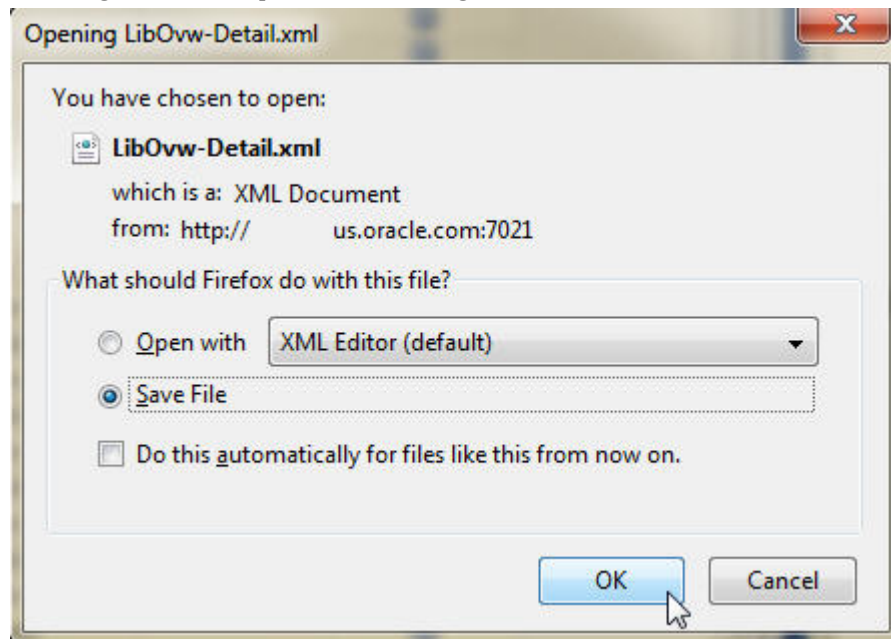 Opening LibOvw-Detail.xml
You have chosen to open:
LibOvw-Detail.xml
which is a: XML Document
from: http:// us.oracle.com:7021
What should Firefox do with this file?
Open with XML Editor (default)
Save File
Do this automatically for files like this from now on.
OK Cancel